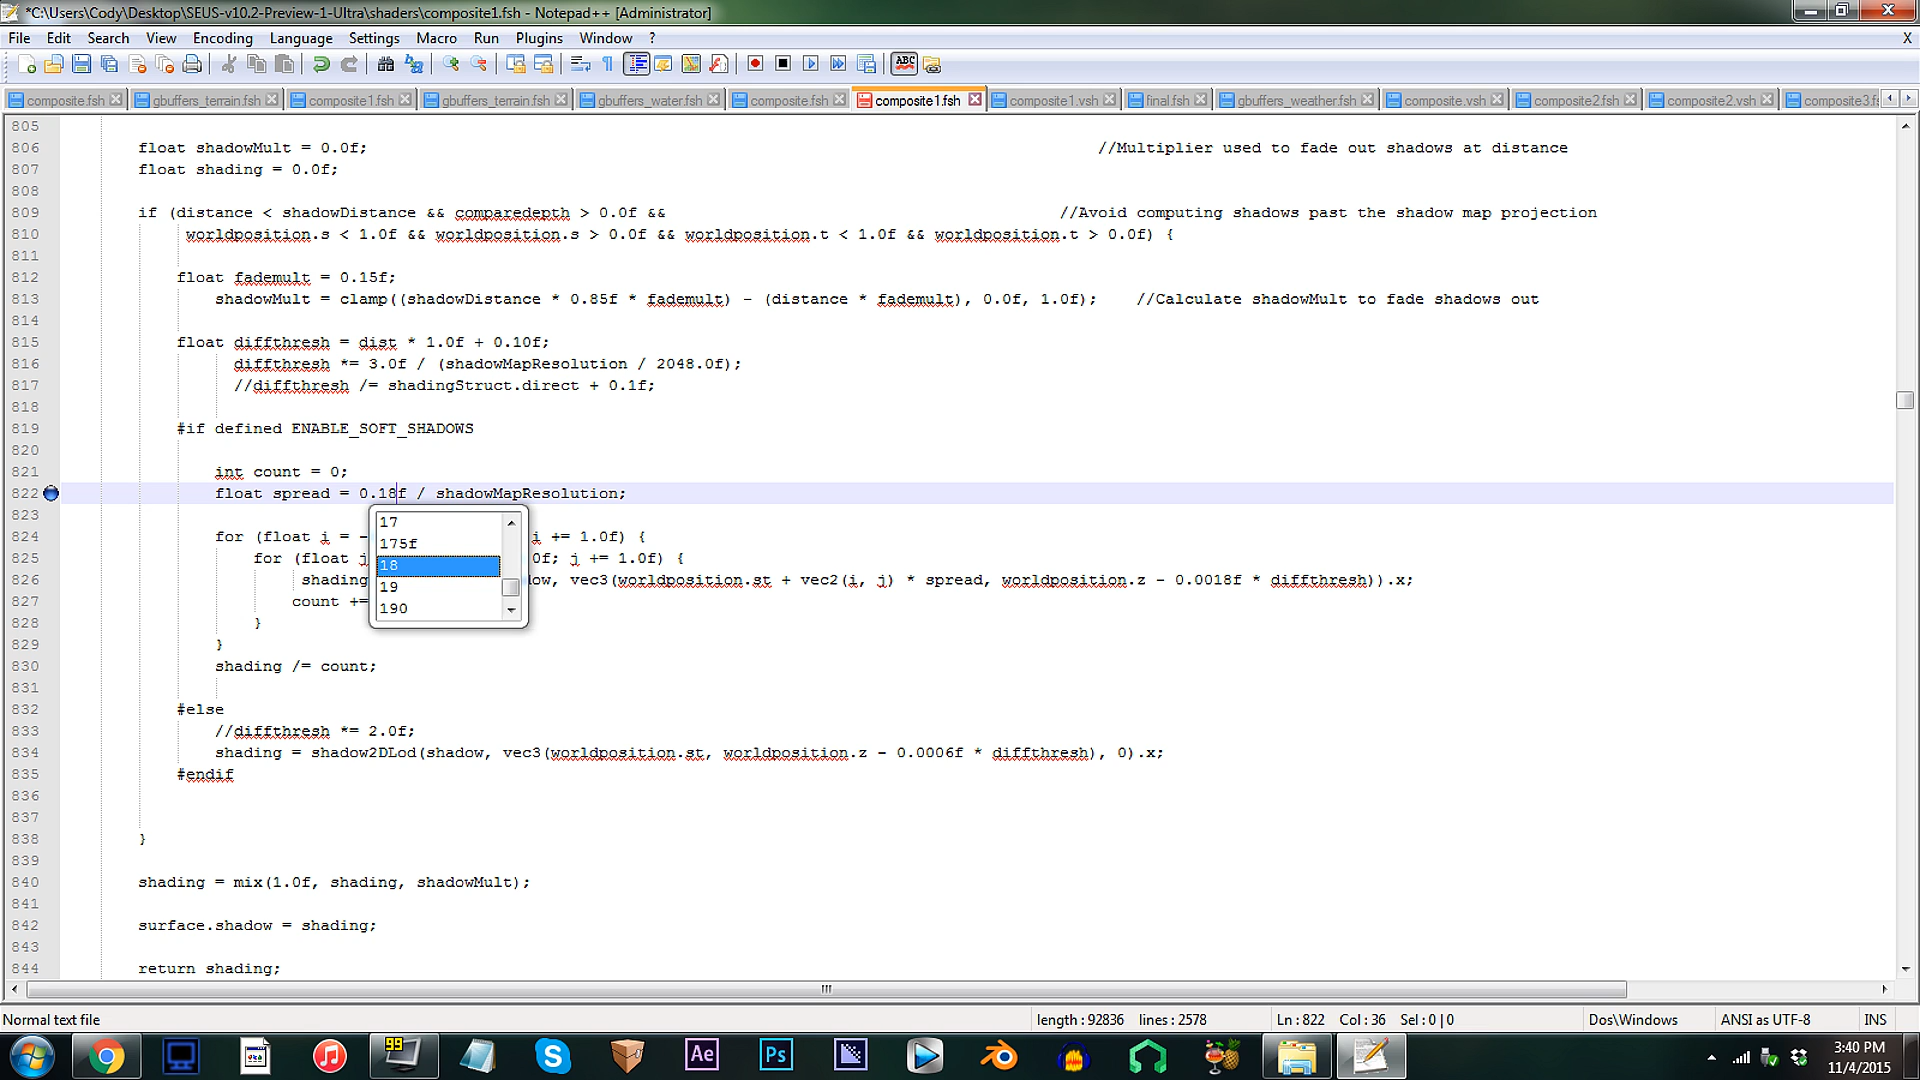 *C:\Users\Cody\Desktop\SEUS-v10.2-Preview-1-Ultra\shaders\composite1.fsh - Notepad++ [Administrator]
File Edit Search View Encoding Language Settings Macro Run Plugins Window ? X
composite.fsh gbuffers_terrain.fsh composite1.fsh gbuffers_terrain.fsh gbuffers_water.fsh composite.fsh composite1.fsh composite1.vsh final.fsh gbuffers_weather.fsh composite.vsh composite2.fsh composite2.vsh composite3.f
805
806 float shadowMult = 0.0f; //Multiplier used to fade out shadows at distance
807 float shading = 0.0f;
808
809 if (distance < shadowDistance && comparedepth > 0.0f && //Avoid computing shadows past the shadow map projection
810 worldposition.s < 1.0f && worldposition.s > 0.0f && worldposition.t < 1.0f && worldposition.t > 0.0f) {
811
812 float fademult = 0.15f;
813 shadowMult = clamp((shadowDistance * 0.85f * fademult) - (distance * fademult), 0.0f, 1.0f); //Calculate shadowMult to fade shadows out
814
815 float diffthresh = dist * 1.0f + 0.10f;
816 diffthresh *= 3.0f / (shadowMapResolution / 2048.0f);
817 //diffthresh /= shadingStruct.direct + 0.1f;
818
819 #if defined ENABLE_SOFT_SHADOWS
820
821 int count = 0;
822 float spread = 0.18f / shadowMapResolution;
823
17
824 for (float i = - i += 1.0f) {
175f
825 for (float j 0f; j += 1.0f) {
18
826 shading ow, vec3(worldposition.st + vec2(i, j) * spread, worldposition.z - 0.0018f * diffthresh)).x;
19
827 count +=
190
828 }
829 }
830 shading /= count;
831
832 #else
833 //diffthresh *= 2.0f;
834 shading = shadow2DLod(shadow, vec3(worldposition.st, worldposition.z - 0.0006f * diffthresh), 0).x;
835 #endif
836
837
838 }
839
840 shading = mix(1.0f, shading, shadowMult);
841
842 surface.shadow = shading;
843
844 return shading;
Normal text file length : 92836 lines : 2578 Ln : 822 Col : 36 Sel : 0 | 0 Dos\Windows ANSI as UTF-8 INS
99 Ae Ps
3:40 PM
11/4/2015